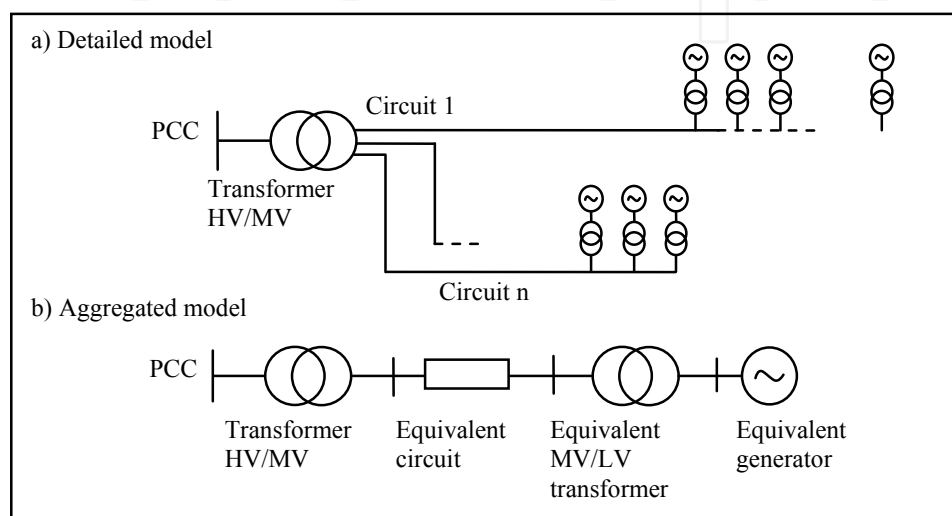 a) Detailed model
Circuit 1
PCC
Transformer
HV/MV
Circuit n
b) Aggregated model
PCC
Transformer
HV/MV
Equivalent
circuit
Equivalent
MV/LV
transformer
Equivalent
generator